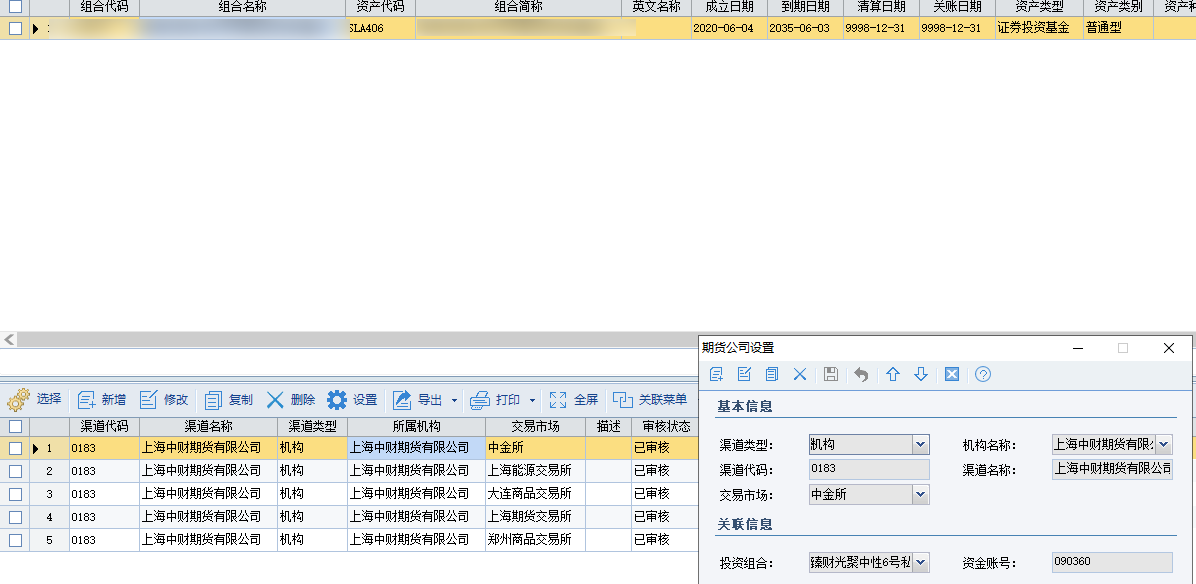 组合代码 组合名称 资产代码 组合简称 英文名称 成立日期 到期日期 清算日期 关账日期 资产类型 资产类别
SLA406 2020-06-04 2035-06-03 9998-12-31 9998-12-31 证券投资基金 普通型
期货公司设置
选择 新增 修改 复制 删除 设置 导出 打印 全屏 关联菜单
渠道代码 渠道名称 渠道类型 所属机构 交易市场 描述 审核状态
1 0183 上海中财期货有限公司 机构 上海中财期货有限公司 中金所 已审核
2 0183 上海中财期货有限公司 机构 上海中财期货有限公司 上海能源交易所 已审核
3 0183 上海中财期货有限公司 机构 上海中财期货有限公司 大连商品交易所 已审核
4 0183 上海中财期货有限公司 机构 上海中财期货有限公司 上海期货交易所 已审核
5 0183 上海中财期货有限公司 机构 上海中财期货有限公司 郑州商品交易所 已审核
基本信息
渠道类型： 机构 机构名称： 上海中财期货有限
渠道代码： 0183 渠道名称： 上海中财期货有限公司
交易市场： 中金所
关联信息
投资组合： 臻财光聚中性6号私 资金账号： 090360